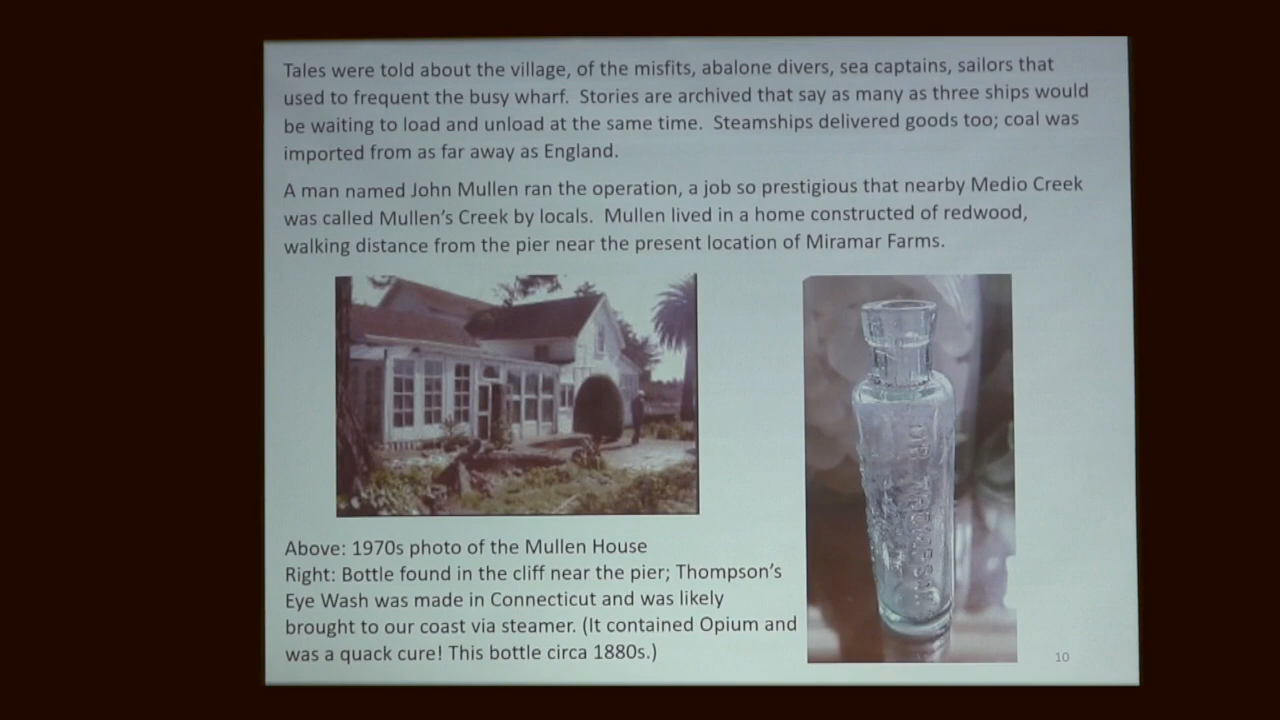 Tales were told about the village, of the misfits, abalone divers, sea captains, sailors that
used to frequent the busy wharf.  Stories are archived that say as many as three ships would
be waiting to load and unload at the same time.  Steamships delivered goods too; coal was
imported from as far away as England.
A man named John Mullen ran the operation, a job so prestigious that nearby Medio Creek
was called Mullen’s Creek by locals.  Mullen lived in a home constructed of redwood,
walking distance from the pier near the present location of Miramar Farms.
DR THOMPSON
Above: 1970s photo of the Mullen House
Right: Bottle found in the cliff near the pier; Thompson’s
Eye Wash was made in Connecticut and was likely
brought to our coast via steamer. (It contained Opium and
was a quack cure! This bottle circa 1880s.)
10